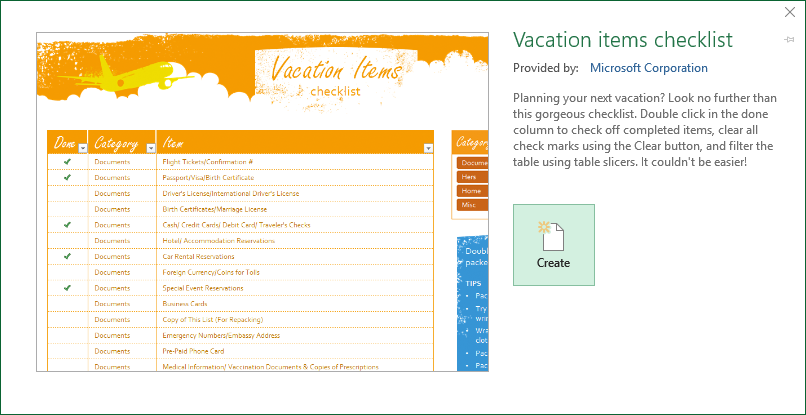 Vacation Items
checklist
Done Category Item
Documents Flight Tickets/Confirmation #
Documents Passport/Visa/Birth Certificate
Documents Driver's License/International Driver's License
Documents Birth Certificates/Marriage License
Documents Cash/ Credit Cards/ Debit Card/ Traveler's Checks
Documents Hotel/ Accommodation Reservations
Documents Car Rental Reservations
Documents Foreign Currency/Coins for Tolls
Documents Special Event Reservations
Documents Business Cards
Documents Copy of This List (For Repacking)
Documents Emergency Numbers/Embassy Address
Documents Pre-Paid Phone Card
Documents Medical Information/ Vaccination Documents & Copies of Prescriptions
Categor
Docume
Hers
Home
Misc
Doubl
packe
TIPS
• Pac
• Try
wrin
• Wra
clot
• Pac
• Pac
Vacation items checklist
Provided by: Microsoft Corporation
Planning your next vacation? Look no further than
this gorgeous checklist. Double click in the done
column to check off completed items, clear all
check marks using the Clear button, and filter the
table using table slicers. It couldn't be easier!
Create